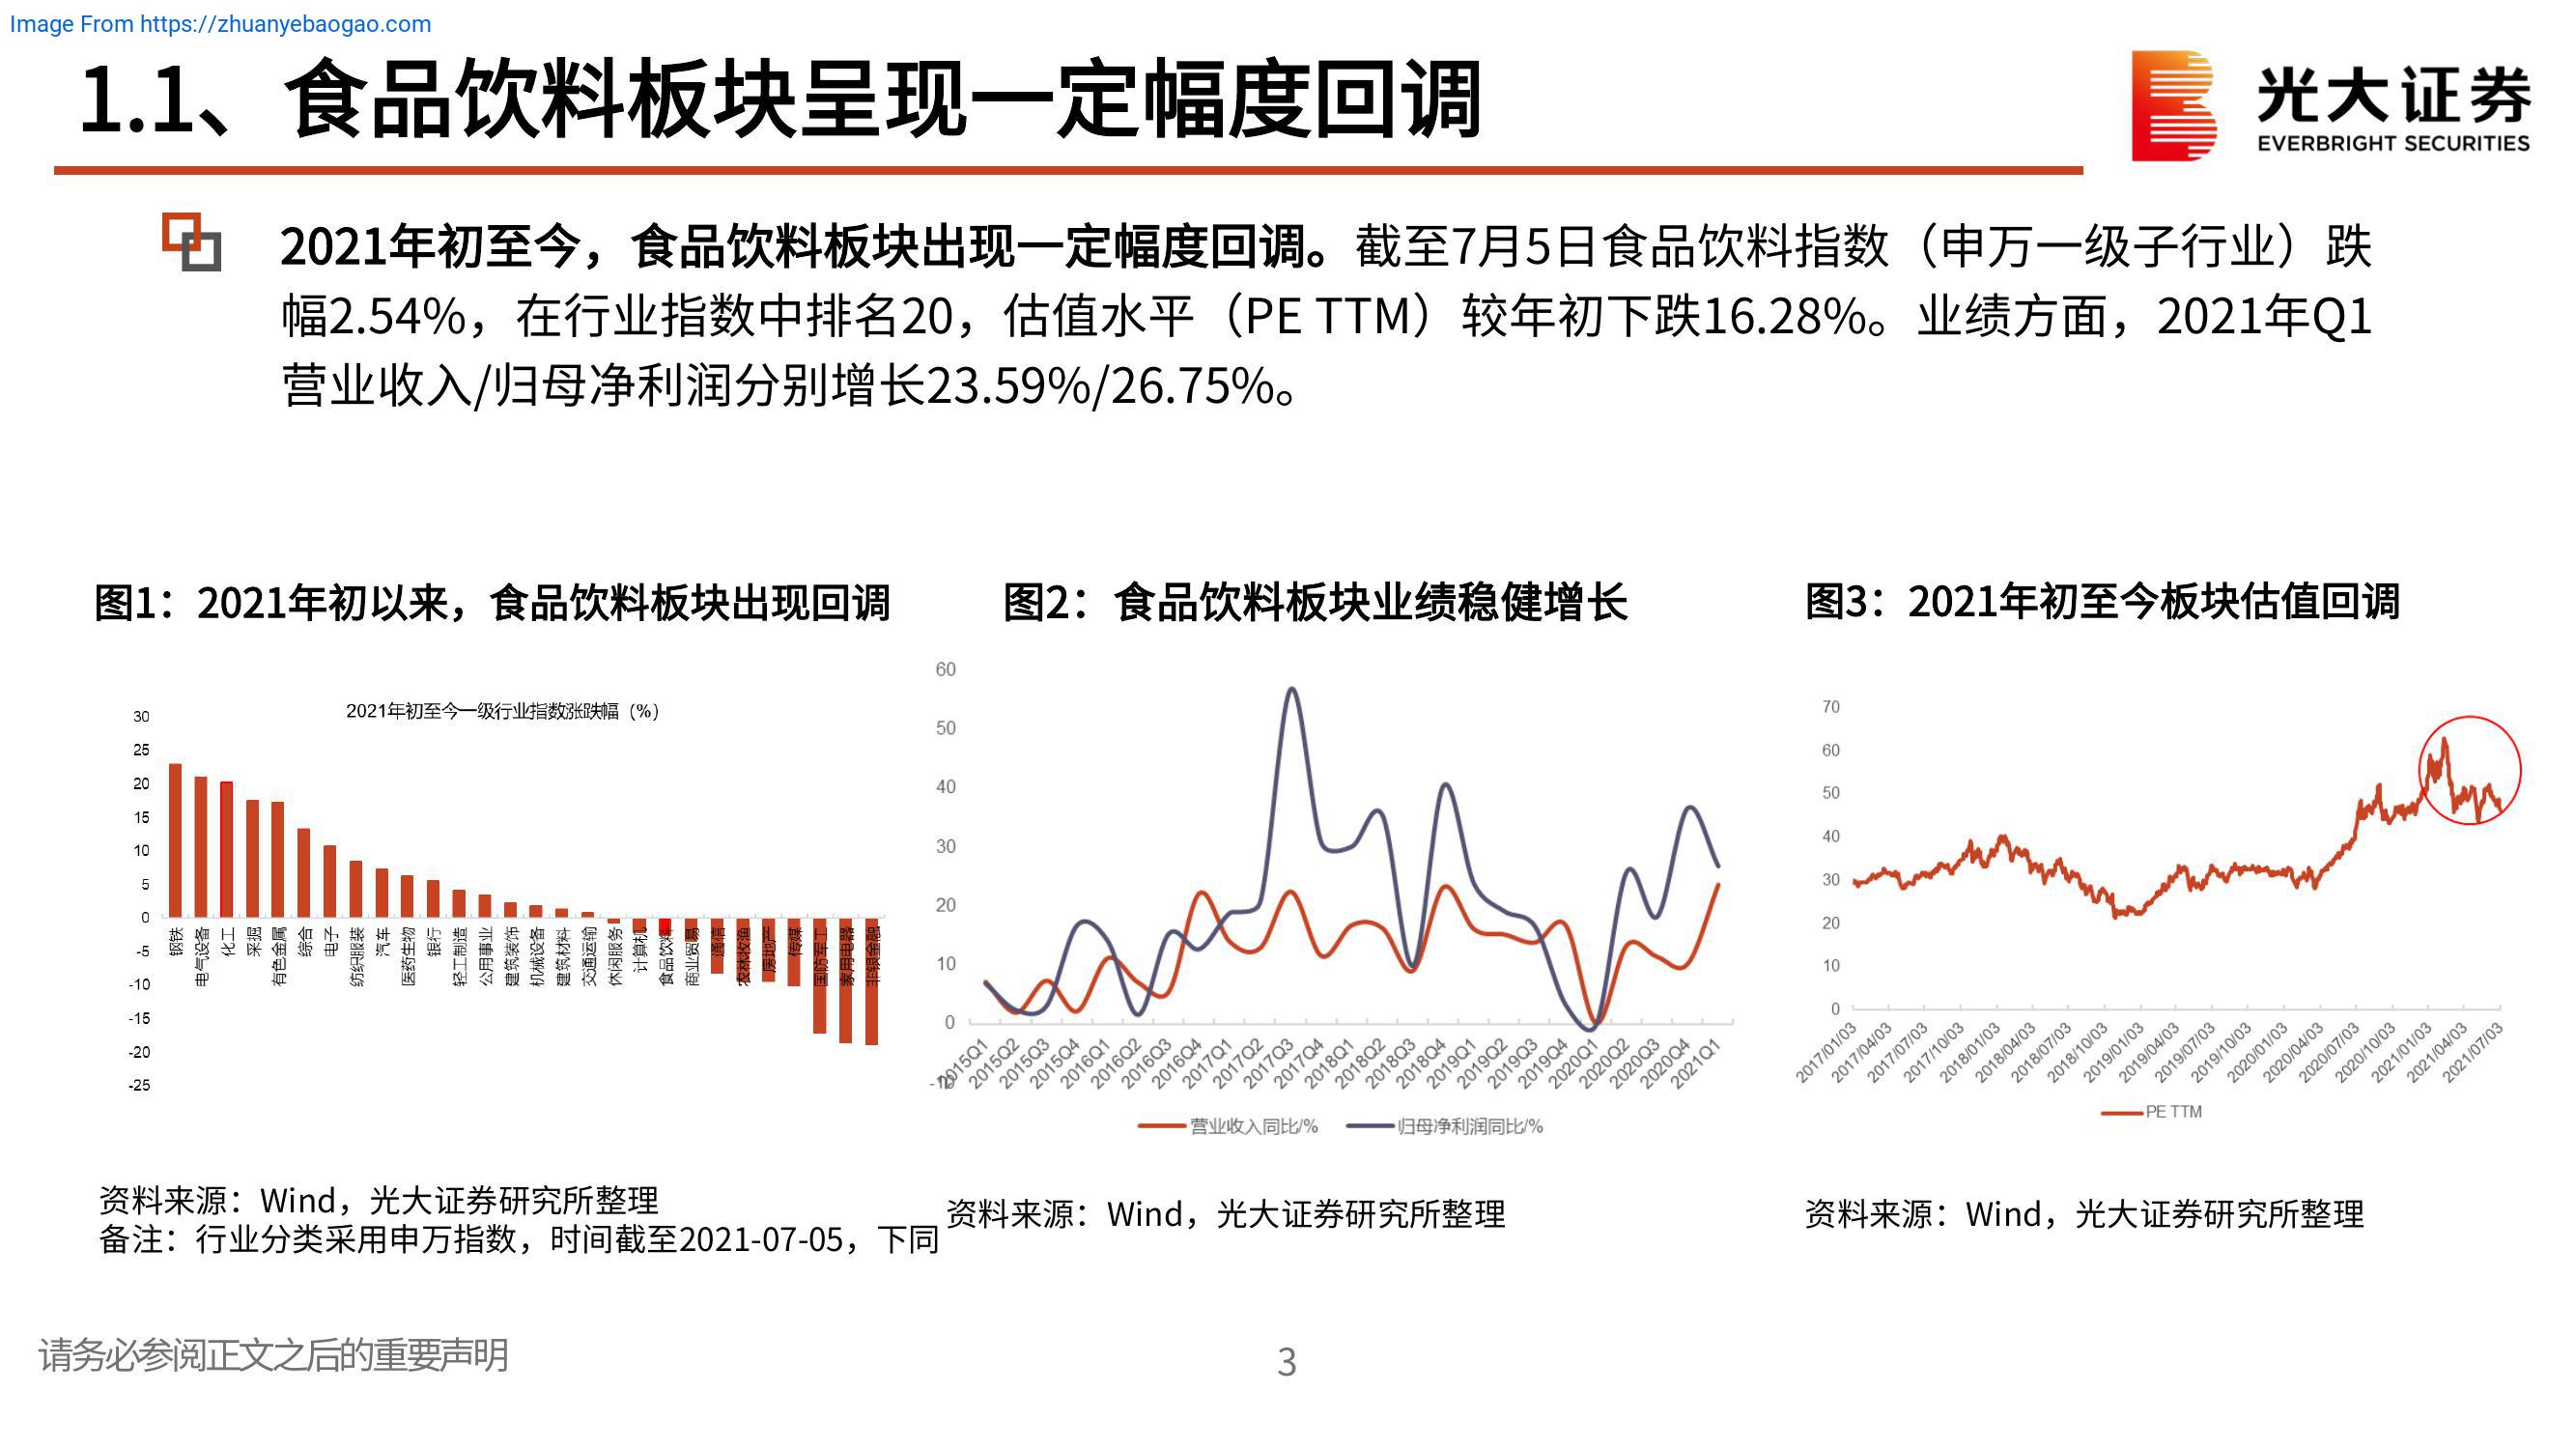 Image From https://zhuanyebaogao.com
1.1、食品饮料板块呈现一定幅度回调
光大证券
EVERBRIGHT SECURITIES
2021年初至今，食品饮料板块出现一定幅度回调。截至7月5日食品饮料指数（申万一级子行业）跌
幅2.54%，在行业指数中排名20，估值水平（PE TTM）较年初下跌16.28%。业绩方面，2021年Q1
营业收入/归母净利润分别增长23.59%/26.75%。
图1：2021年初以来，食品饮料板块出现回调
2021年初至今一级行业指数涨跌幅（%）
30
25
20
15
10
5
0
-5
-10
-15
-20
-25
钢铁
电气设备
化工
采掘
有色金属
综合
电子
纺织服装
汽车
医药生物
银行
轻工制造
公用事业
建筑装饰
机械设备
建筑材料
交通运输
休闲服务
计算机
食品饮料
商业贸易
通信
农林牧渔
房地产
传媒
国防军工
家用电器
非银金融
资料来源：Wind，光大证券研究所整理
备注：行业分类采用申万指数，时间截至2021-07-05，下同
图2：食品饮料板块业绩稳健增长
60
50
40
30
20
10
0
-10
2015Q1
2015Q2
2015Q3
2015Q4
2016Q1
2016Q2
2016Q3
2016Q4
2017Q1
2017Q2
2017Q3
2017Q4
2018Q1
2018Q2
2018Q3
2018Q4
2019Q1
2019Q2
2019Q3
2019Q4
2020Q1
2020Q2
2020Q3
2020Q4
2021Q1
营业收入同比/%
归母净利润同比/%
资料来源：Wind，光大证券研究所整理
图3：2021年初至今板块估值回调
70
60
50
40
30
20
10
0
2017/01/03
2017/04/03
2017/07/03
2017/10/03
2018/01/03
2018/04/03
2018/07/03
2018/10/03
2019/01/03
2019/04/03
2019/07/03
2019/10/03
2020/01/03
2020/04/03
2020/07/03
2020/10/03
2021/01/03
2021/04/03
2021/07/03
PE TTM
资料来源：Wind，光大证券研究所整理
请务必参阅正文之后的重要声明
3